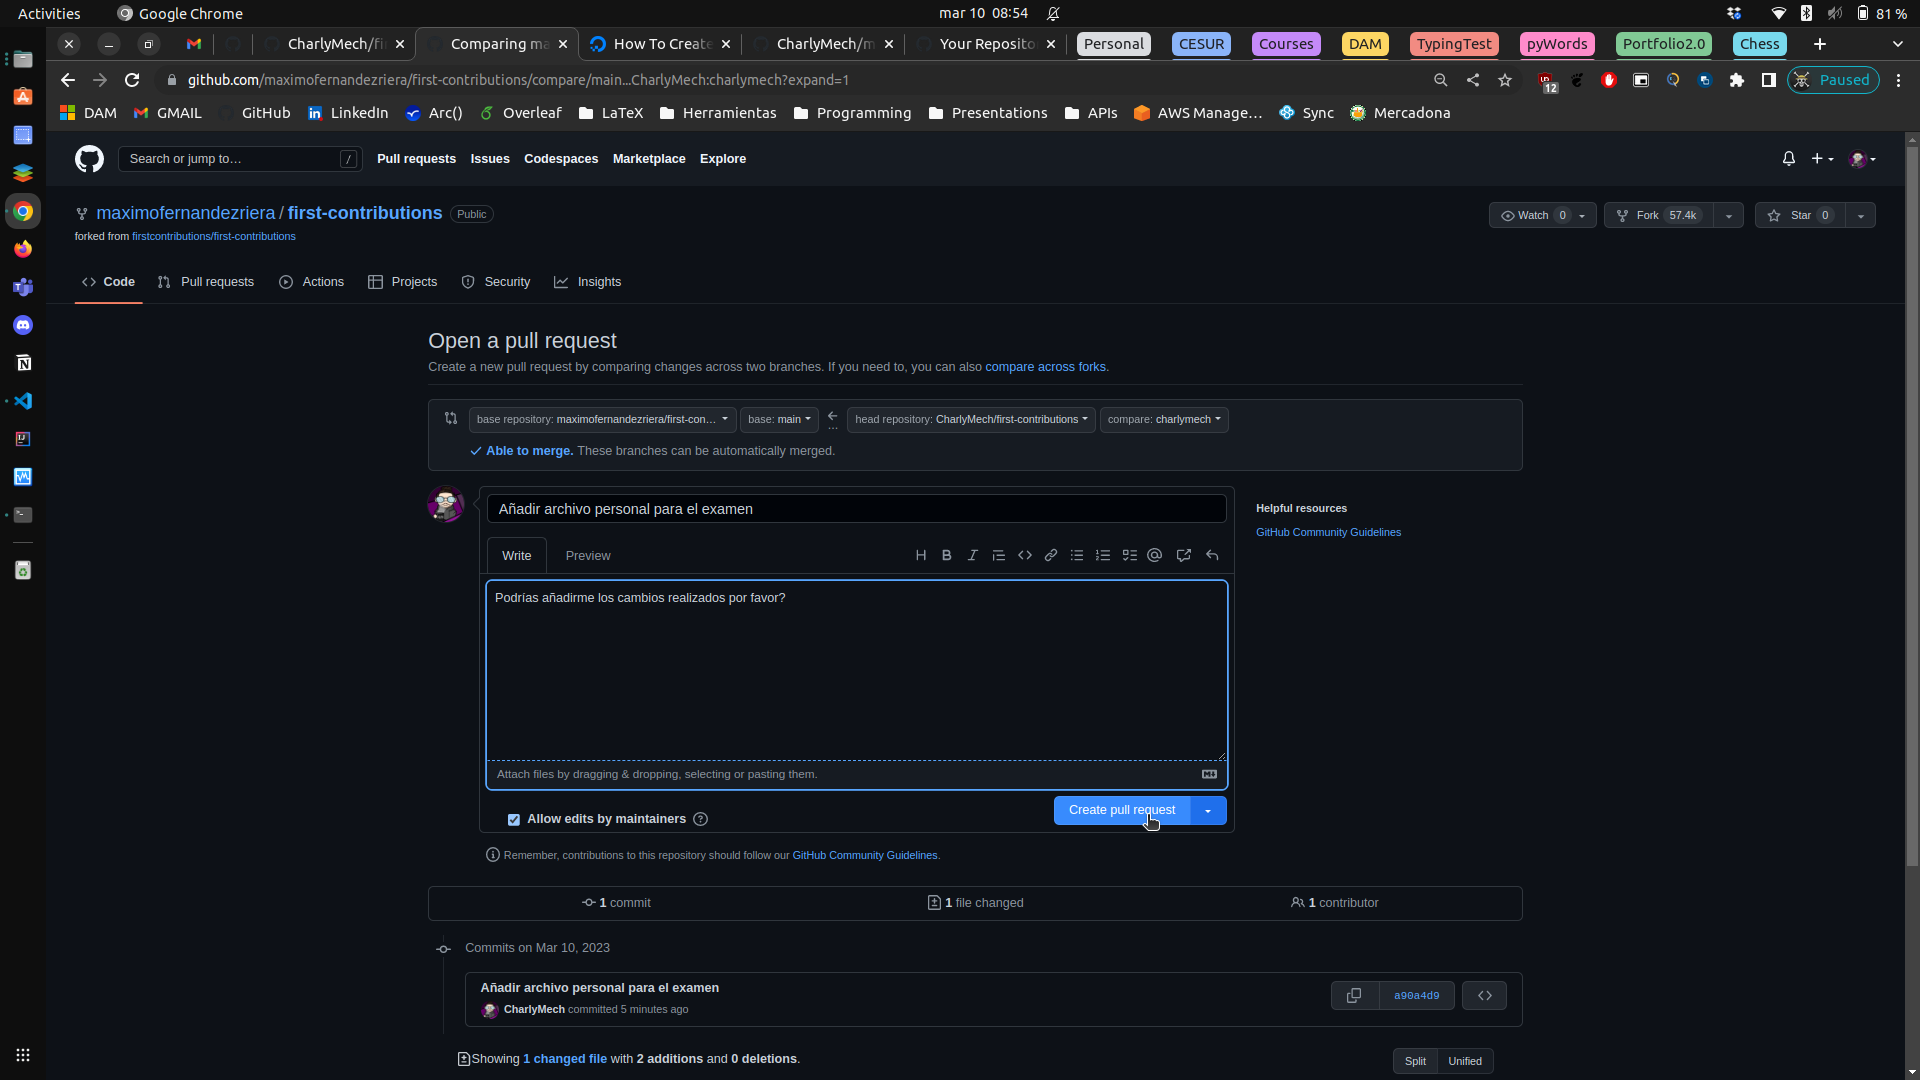 Activities
Google Chrome
mar 10 08:54
81 %
CharlyMech/fi
Comparing ma
How To Create
CharlyMech/m
Your Reposito
Personal
CESUR
Courses
DAM
TypingTest
pyWords
Portfolio2.0
Chess
github.com/maximofernandezriera/first-contributions/compare/main...CharlyMech:charlymech?expand=1
12
Paused
DAM
GMAIL
GitHub
LinkedIn
Arc()
Overleaf
LaTeX
Herramientas
Programming
Presentations
APIs
AWS Manage...
Sync
Mercadona
Search or jump to...
/
Pull requests
Issues
Codespaces
Marketplace
Explore
maximofernandezriera / first-contributions
Public
Watch 0
Fork 57.4k
Star 0
forked from firstcontributions/first-contributions
Code
Pull requests
Actions
Projects
Security
Insights
Open a pull request
Create a new pull request by comparing changes across two branches. If you need to, you can also compare across forks.
base repository: maximofernandezriera/first-con...
base: main
...
head repository: CharlyMech/first-contributions
compare: charlymech
Able to merge. These branches can be automatically merged.
Añadir archivo personal para el examen
Helpful resources
GitHub Community Guidelines
Write
Preview
Podrías añadirme los cambios realizados por favor?
Attach files by dragging & dropping, selecting or pasting them.
Allow edits by maintainers
Create pull request
Remember, contributions to this repository should follow our GitHub Community Guidelines.
1 commit
1 file changed
1 contributor
Commits on Mar 10, 2023
Añadir archivo personal para el examen
CharlyMech committed 5 minutes ago
a90a4d9
Showing 1 changed file with 2 additions and 0 deletions.
Split
Unified